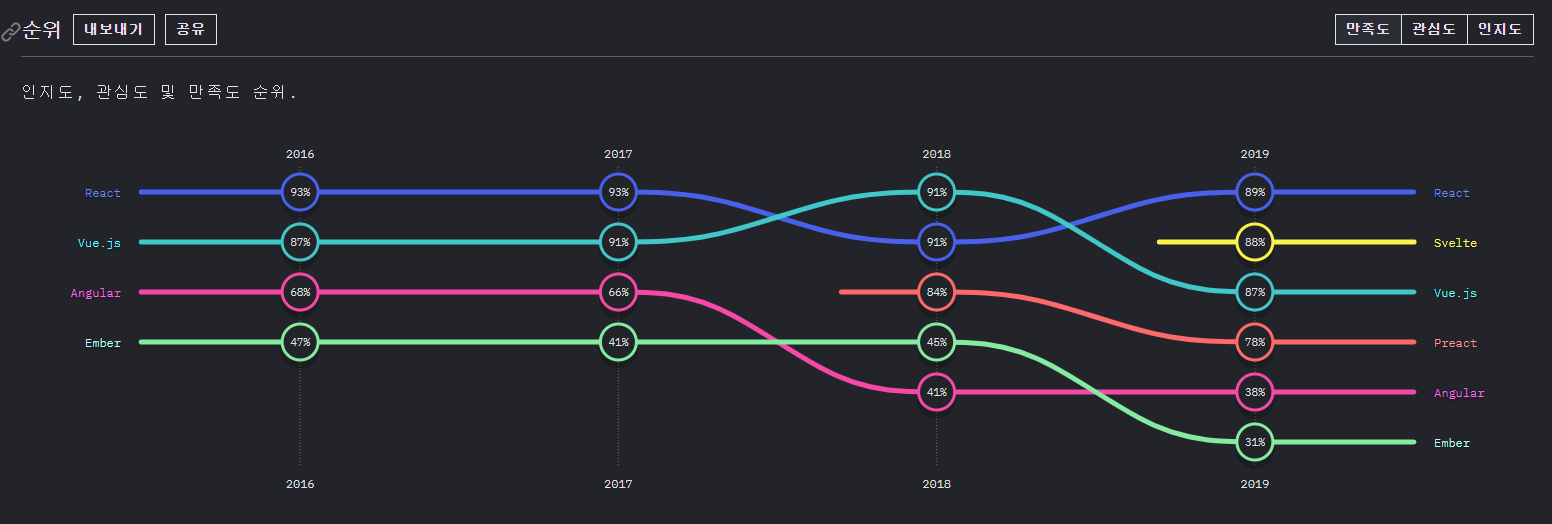 순위 내보내기 공유 만족도 관심도 인지도
인지도, 관심도 및 만족도 순위.
2016 2017 2018 2019
React 93% 93% 91% 89% React
Vue.js 87% 91% 91% 88% Svelte
Angular 68% 66% 84% 87% Vue.js
Ember 47% 41% 45% 78% Preact
41% 38% Angular
31% Ember
2016 2017 2018 2019